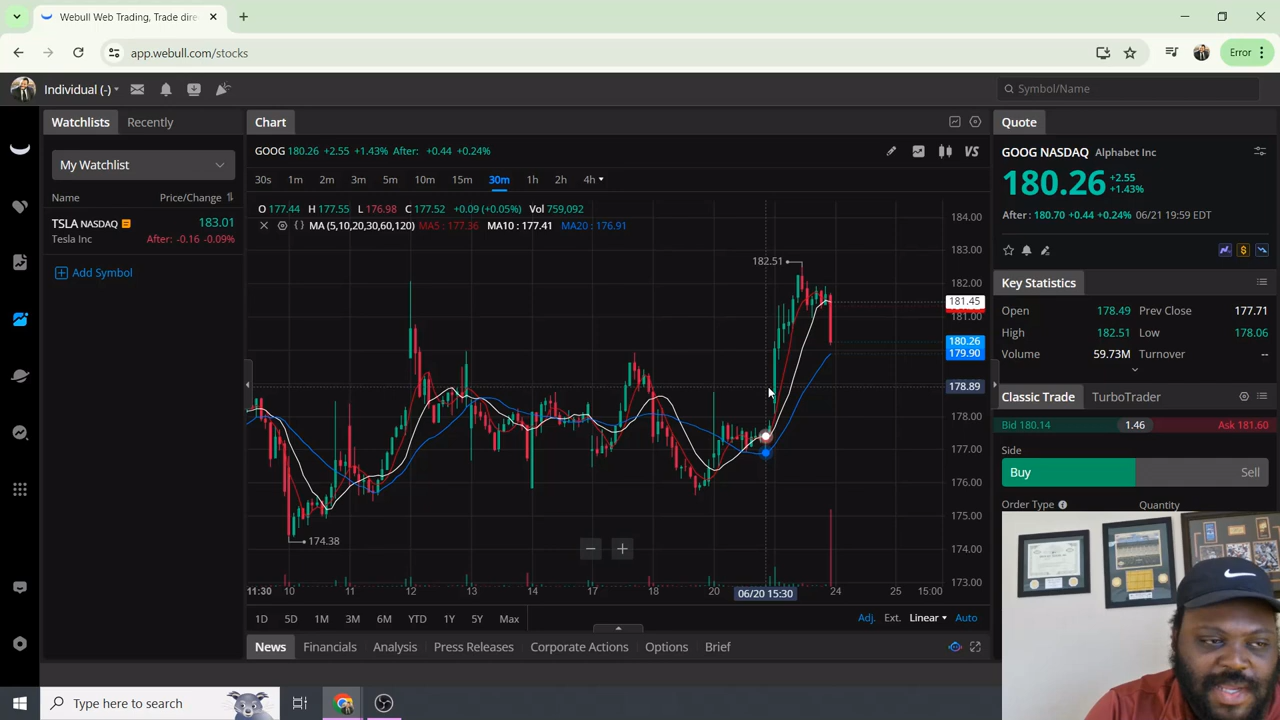 Webull Web Trading, Trade dire
app.webull.com/stocks
Error
Individual (-)
Symbol/Name
Watchlists Recently
My Watchlist
Name Price/Change
TSLA NASDAQ 183.01
Tesla Inc After: -0.16 -0.09%
Add Symbol
Chart
GOOG 180.26 +2.55 +1.43% After: +0.44 +0.24%
VS
30s 1m 2m 3m 5m 10m 15m 30m 1h 2h 4h
O 177.44 H 177.55 L 176.98 C 177.52 +0.09 (+0.05%) Vol 759,092
MA (5,10,20,30,60,120) MA5: 177.36 MA10: 177.41 MA20: 176.91
184.00
183.00
182.51
182.00
181.45
181.00
180.26
179.90
178.89
178.00
177.00
176.00
175.00
174.38
174.00
173.00
11:30 10 11 12 13 14 17 18 20 06/20 15:30 24 25 15:00
1D 5D 1M 3M 6M YTD 1Y 5Y Max
Adj. Ext. Linear Auto
News Financials Analysis Press Releases Corporate Actions Options Brief
Quote
GOOG NASDAQ Alphabet Inc
180.26 +2.55
+1.43%
After : 180.70 +0.44 +0.24% 06/21 19:59 EDT
Key Statistics
Open 178.49 Prev Close 177.71
High 182.51 Low 178.06
Volume 59.73M Turnover --
Classic Trade TurboTrader
Bid 180.14 1.46 Ask 181.60
Side
Buy Sell
Order Type Quantity
Type here to search